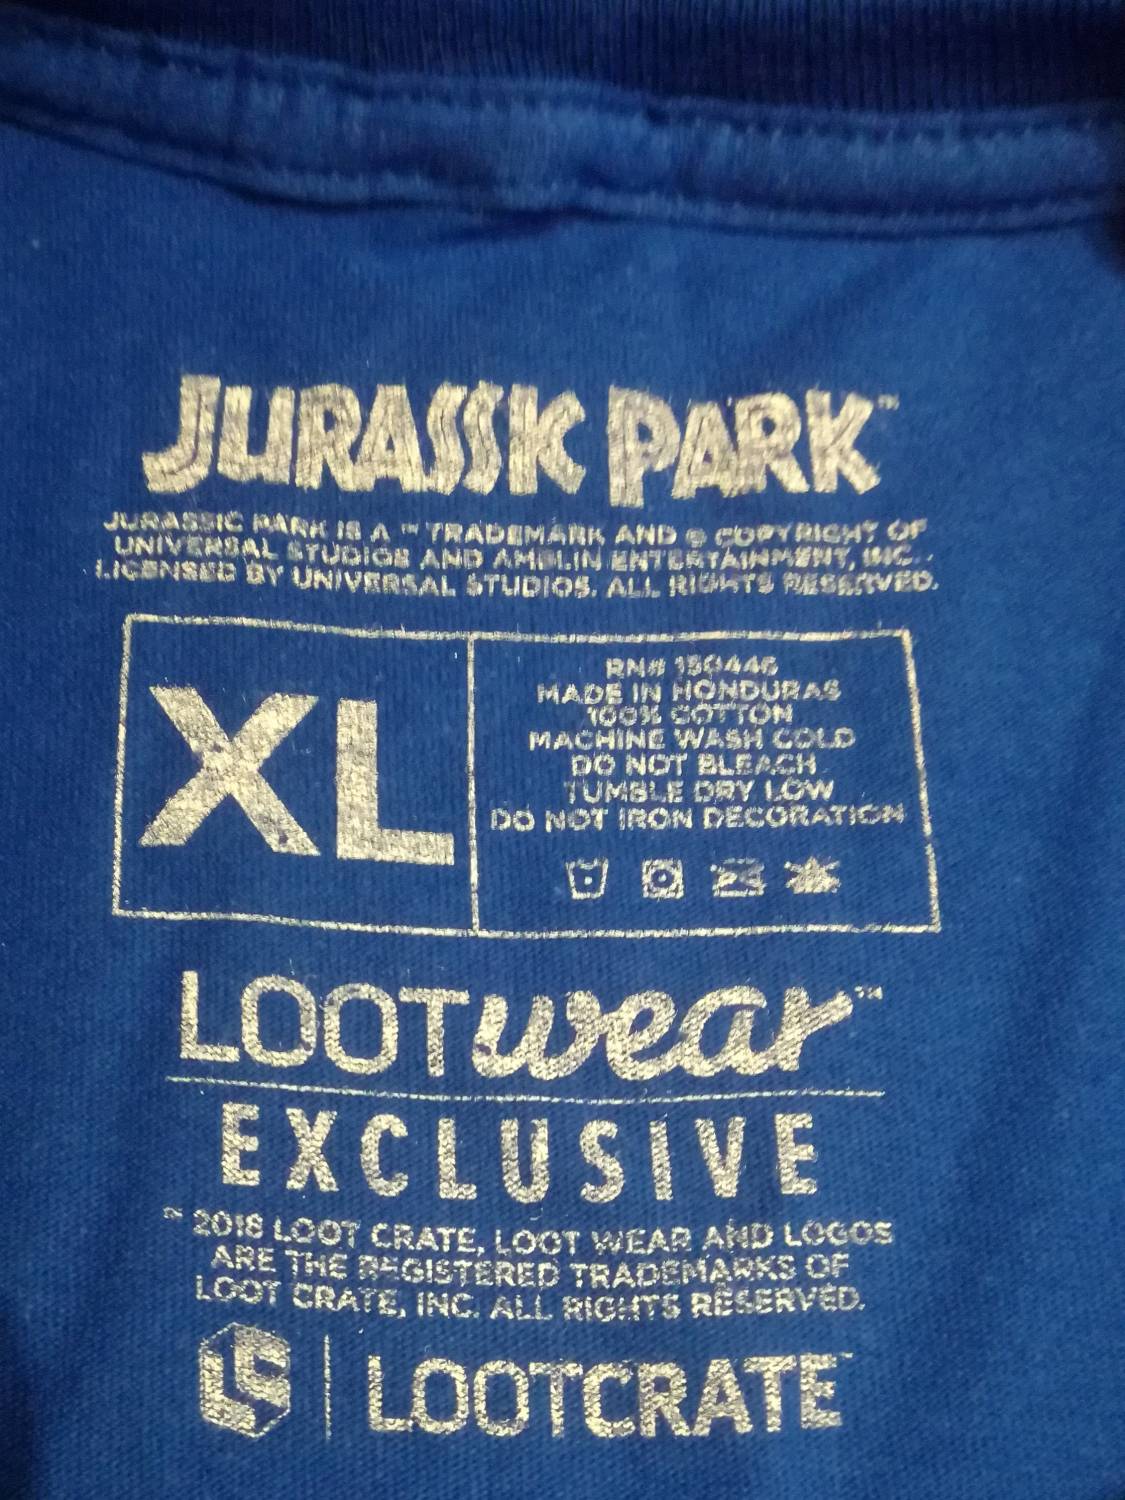 JURASSIC PARK™
JURASSIC PARK IS A ™ TRADEMARK AND © COPYRIGHT OF
UNIVERSAL STUDIOS AND AMBLIN ENTERTAINMENT, INC.
LICENSED BY UNIVERSAL STUDIOS. ALL RIGHTS RESERVED.
XL
RN# 150446
MADE IN HONDURAS
100% COTTON
MACHINE WASH COLD
DO NOT BLEACH
TUMBLE DRY LOW
DO NOT IRON DECORATION
LOOTwear™
EXCLUSIVE
™ 2018 LOOT CRATE, LOOT WEAR AND LOGOS
ARE THE REGISTERED TRADEMARKS OF
LOOT CRATE, INC. ALL RIGHTS RESERVED.
LC | LOOTCRATE™